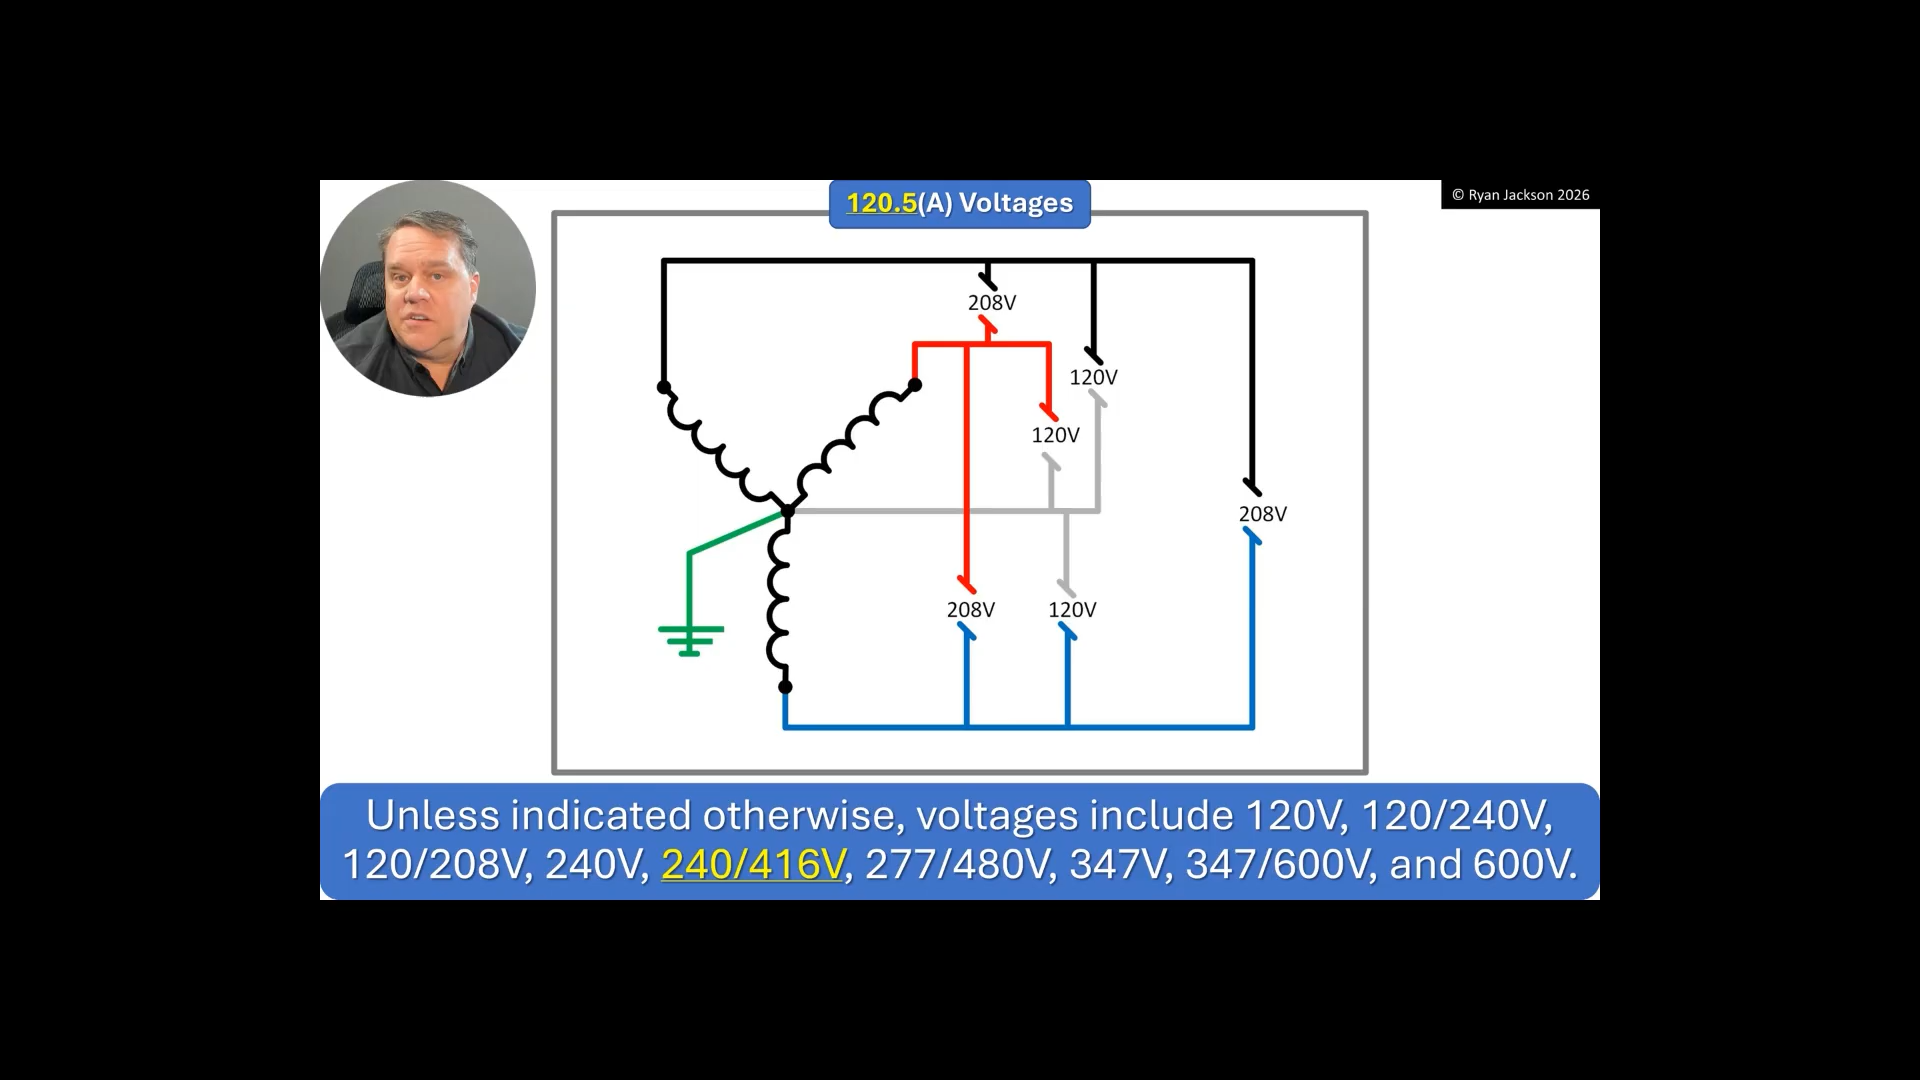 120.5(A) Voltages
© Ryan Jackson 2026
208V
120V
120V
208V
208V
120V
Unless indicated otherwise, voltages include 120V, 120/240V,
120/208V, 240V, 240/416V, 277/480V, 347V, 347/600V, and 600V.